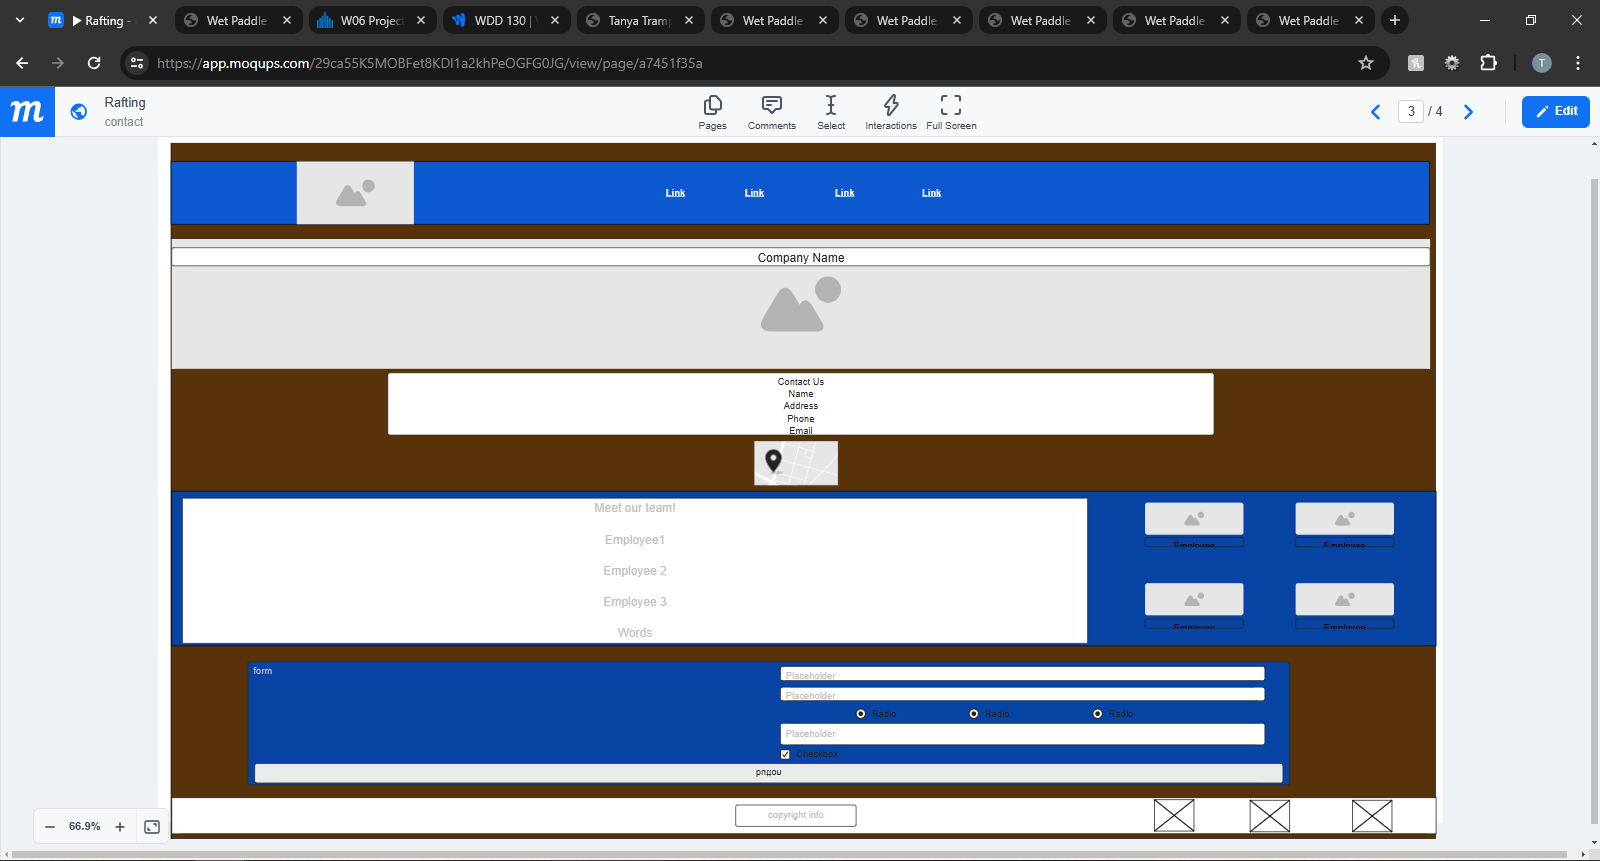 Rafting -
Wet Paddle
W06 Project
WDD 130 |
Tanya Tramp
Wet Paddle
Wet Paddle
Wet Paddle
Wet Paddle
Wet Paddle
https://app.moqups.com/29ca55K5MOBFet8KDI1a2khPeOGFG0JG/view/page/a7451f35a
T
m
Rafting
contact
Pages
Comments
Select
Interactions
Full Screen
3 / 4
Edit
Link
Link
Link
Link
Company Name
Contact Us
Name
Address
Phone
Email
Meet our team!
Employee1
Employee 2
Employee 3
Words
Employee
Employee
Employee
Employee
form
Placeholder
Placeholder
Radio
Radio
Radio
Placeholder
Checkbox
copyright info
66.9%